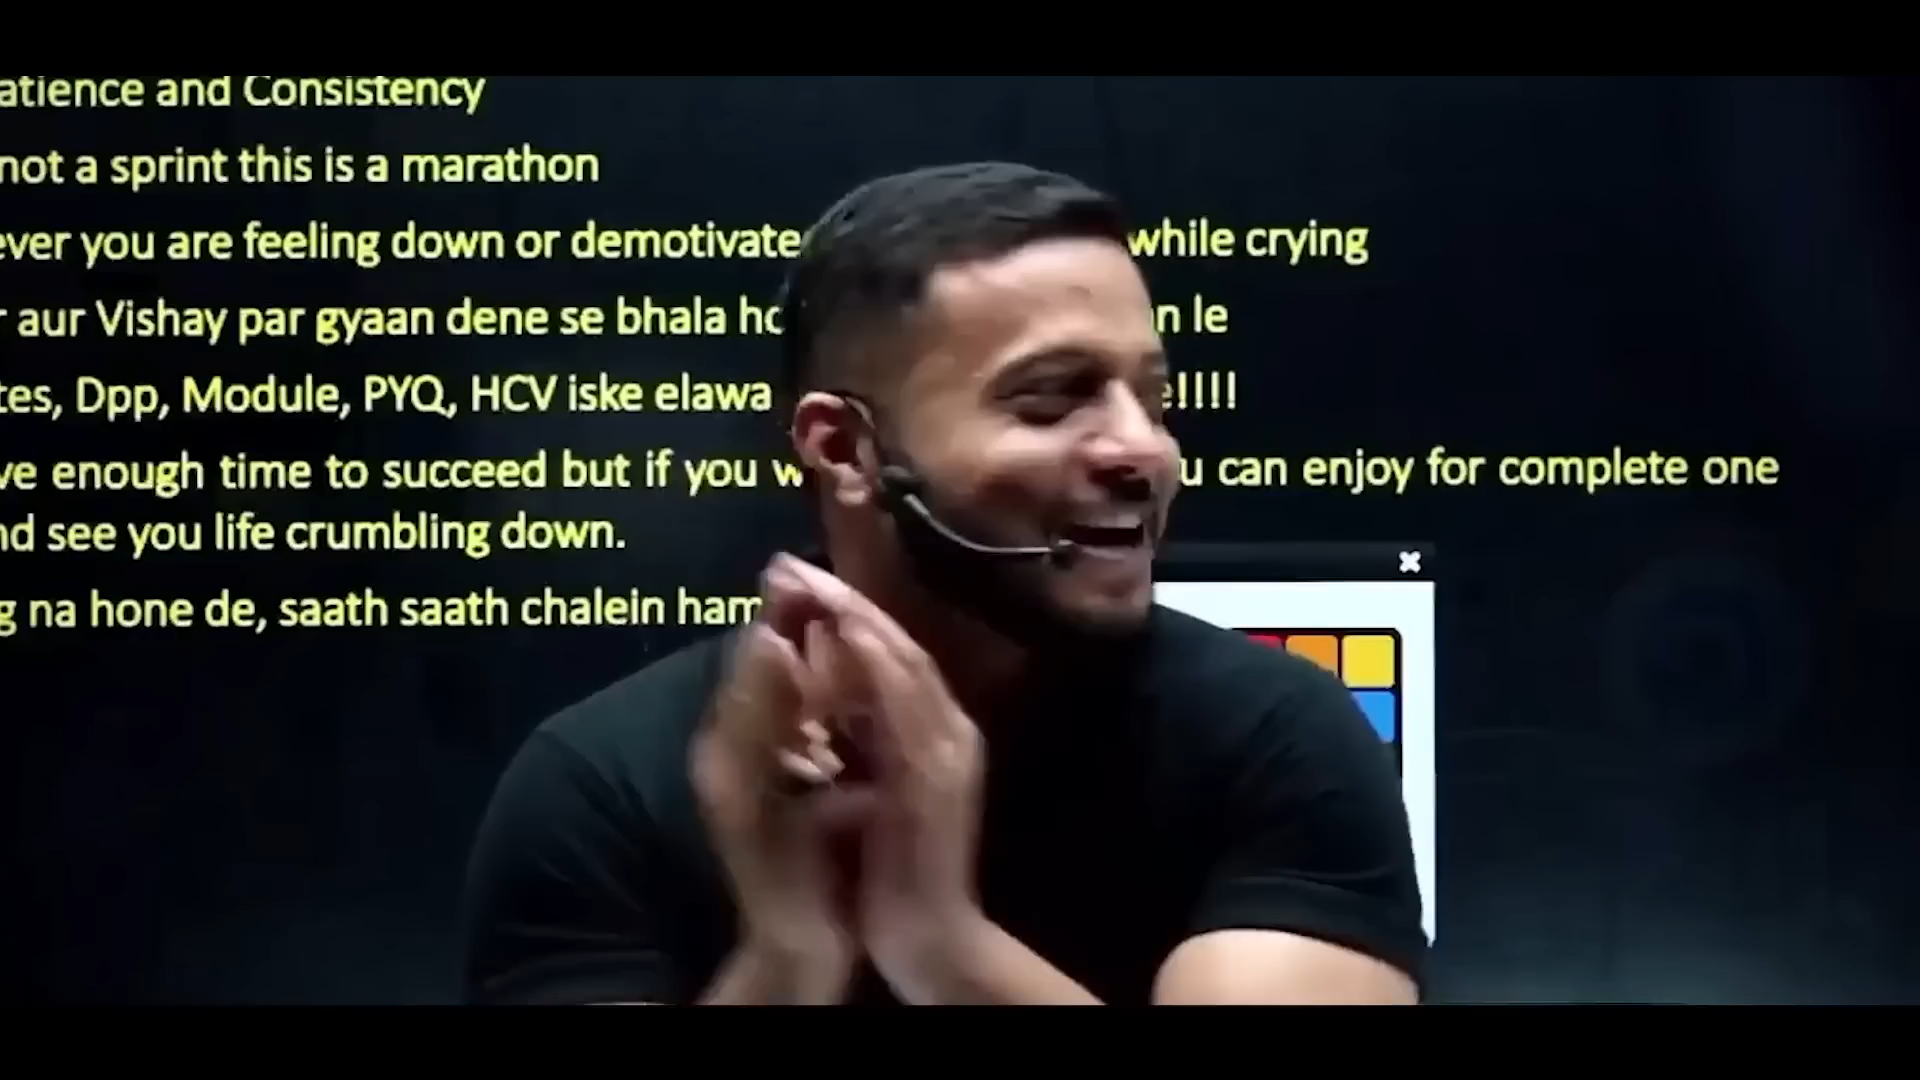 atience and Consistency
not a sprint this is a marathon
ever you are feeling down or demotivate while crying
r aur Vishay par gyaan dene se bhala ho n le
tes, Dpp, Module, PYQ, HCV iske elawa e!!!!
ve enough time to succeed but if you w u can enjoy for complete one
nd see you life crumbling down.
g na hone de, saath saath chalein ham